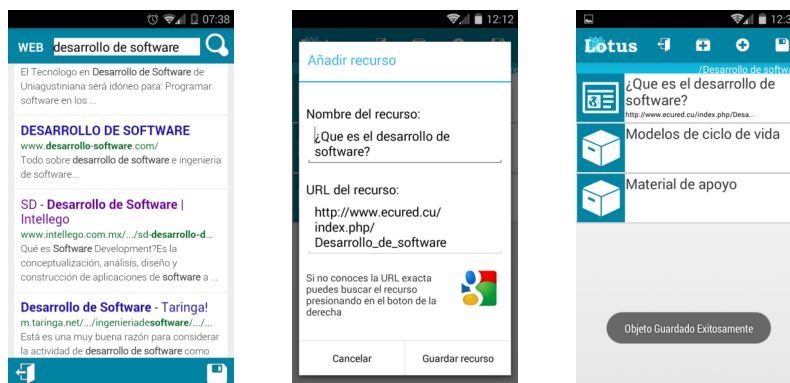 07:38
WEB desarrollo de software
El Tecnólogo en Desarrollo de Software de
Uniagustiniana será idóneo para: Programar
software en los ...
DESARROLLO DE SOFTWARE
www.desarrollo-software.com/
Todo sobre desarrollo de software e ingenieria
de software...
SD - Desarrollo de Software |
Intellego
www.intellego.com.mx/.../sd-desarrollo-d...
Qué es Software Development?Es la
conceptualización, análisis, diseño y
construcción de aplicaciones de software a ...
Desarrollo de Software - Taringa!
m.taringa.net/.../ingenieriadesoftware/.../...
Está es una muy buena razón para considerar
la actividad de desarrollo de software como
12:12
Añadir recurso
Nombre del recurso:
¿Que es el desarrollo de
software?
URL del recurso:
http://www.ecured.cu/
index.php/
Desarrollo_de_software
Si no conoces la URL exacta
puedes buscar el recurso
presionando en el boton de la
derecha
Cancelar
Guardar recurso
12:3
Lotus
/Desarrollo de softw
¿Que es el desarrollo de
software?
http://www.ecured.cu/index.php/Desa...
Modelos de ciclo de vida
Material de apoyo
Objeto Guardado Exitosamente